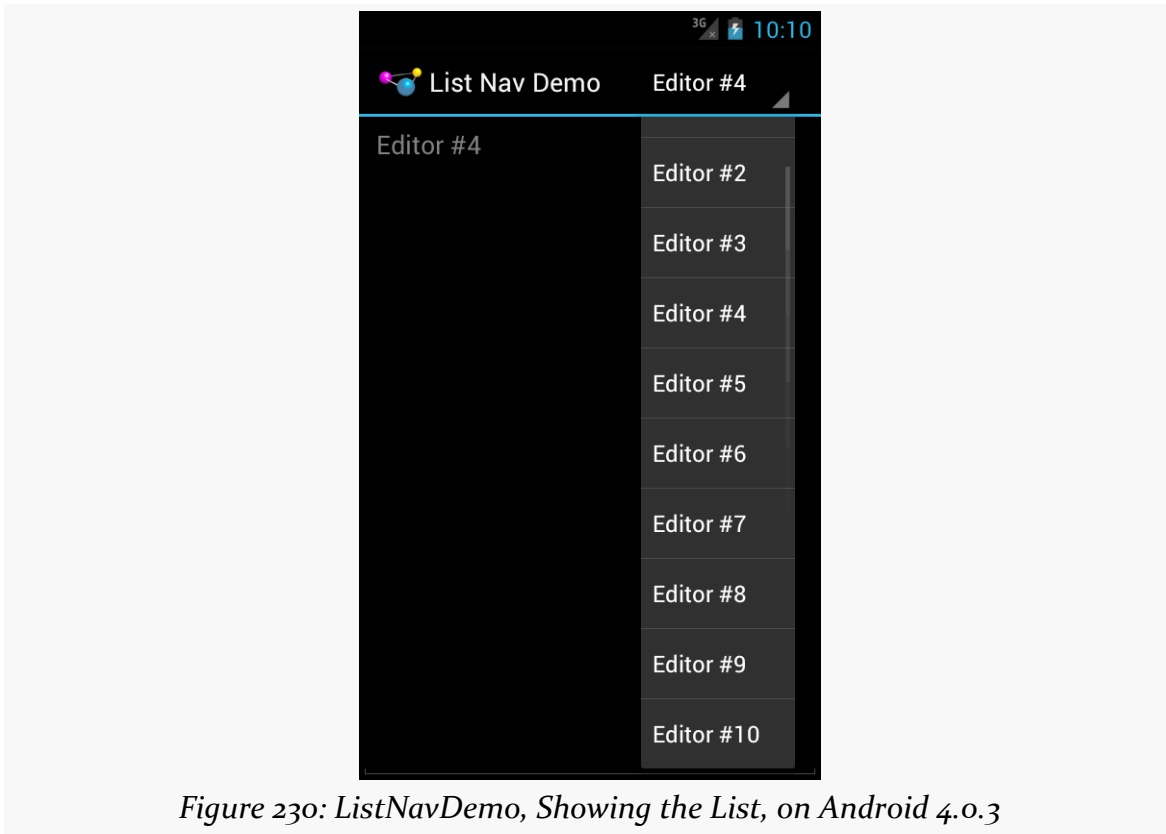 3G 10:10
List Nav Demo Editor #4
Editor #4
Editor #2
Editor #3
Editor #4
Editor #5
Editor #6
Editor #7
Editor #8
Editor #9
Editor #10
Figure 230: ListNavDemo, Showing the List, on Android 4.0.3